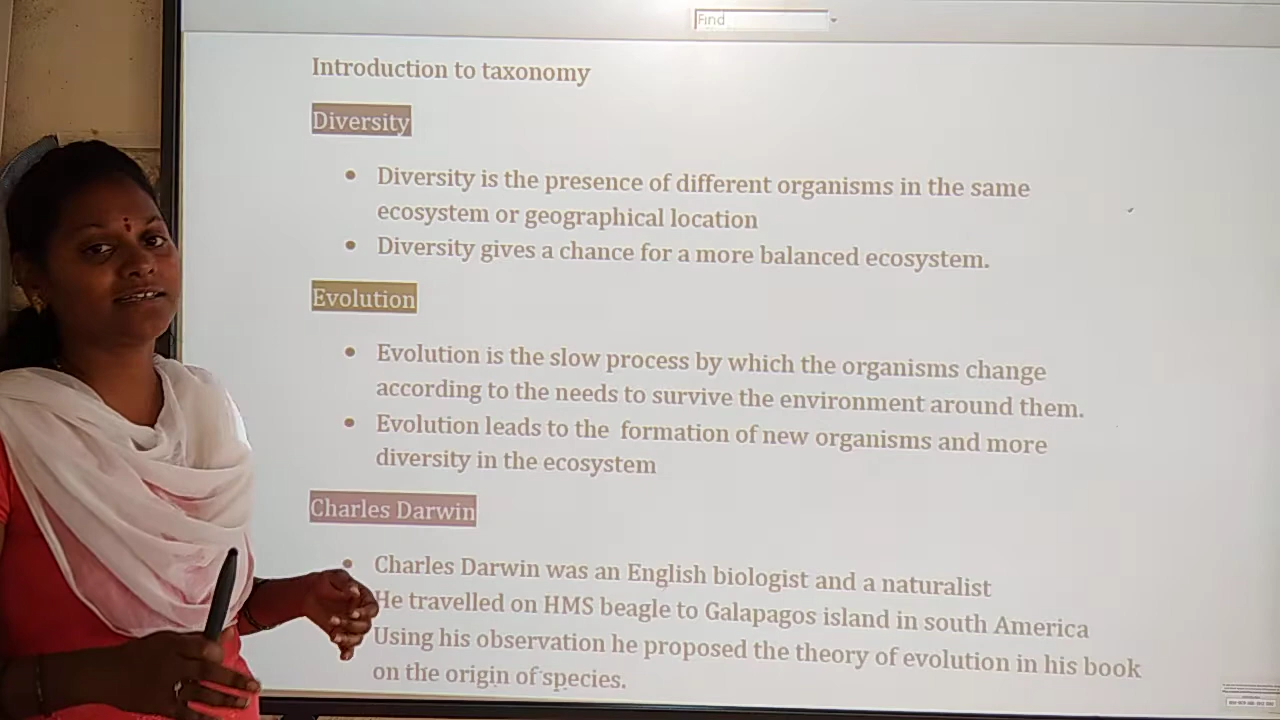 Find
Introduction to taxonomy
Diversity
Diversity is the presence of different organisms in the same
ecosystem or geographical location
Diversity gives a chance for a more balanced ecosystem.
Evolution
Evolution is the slow process by which the organisms change
according to the needs to survive the environment around them.
Evolution leads to the formation of new organisms and more
diversity in the ecosystem
Charles Darwin
Charles Darwin was an English biologist and a naturalist
He travelled on HMS beagle to Galapagos island in south America
Using his observation he proposed the theory of evolution in his book
on the origin of species.